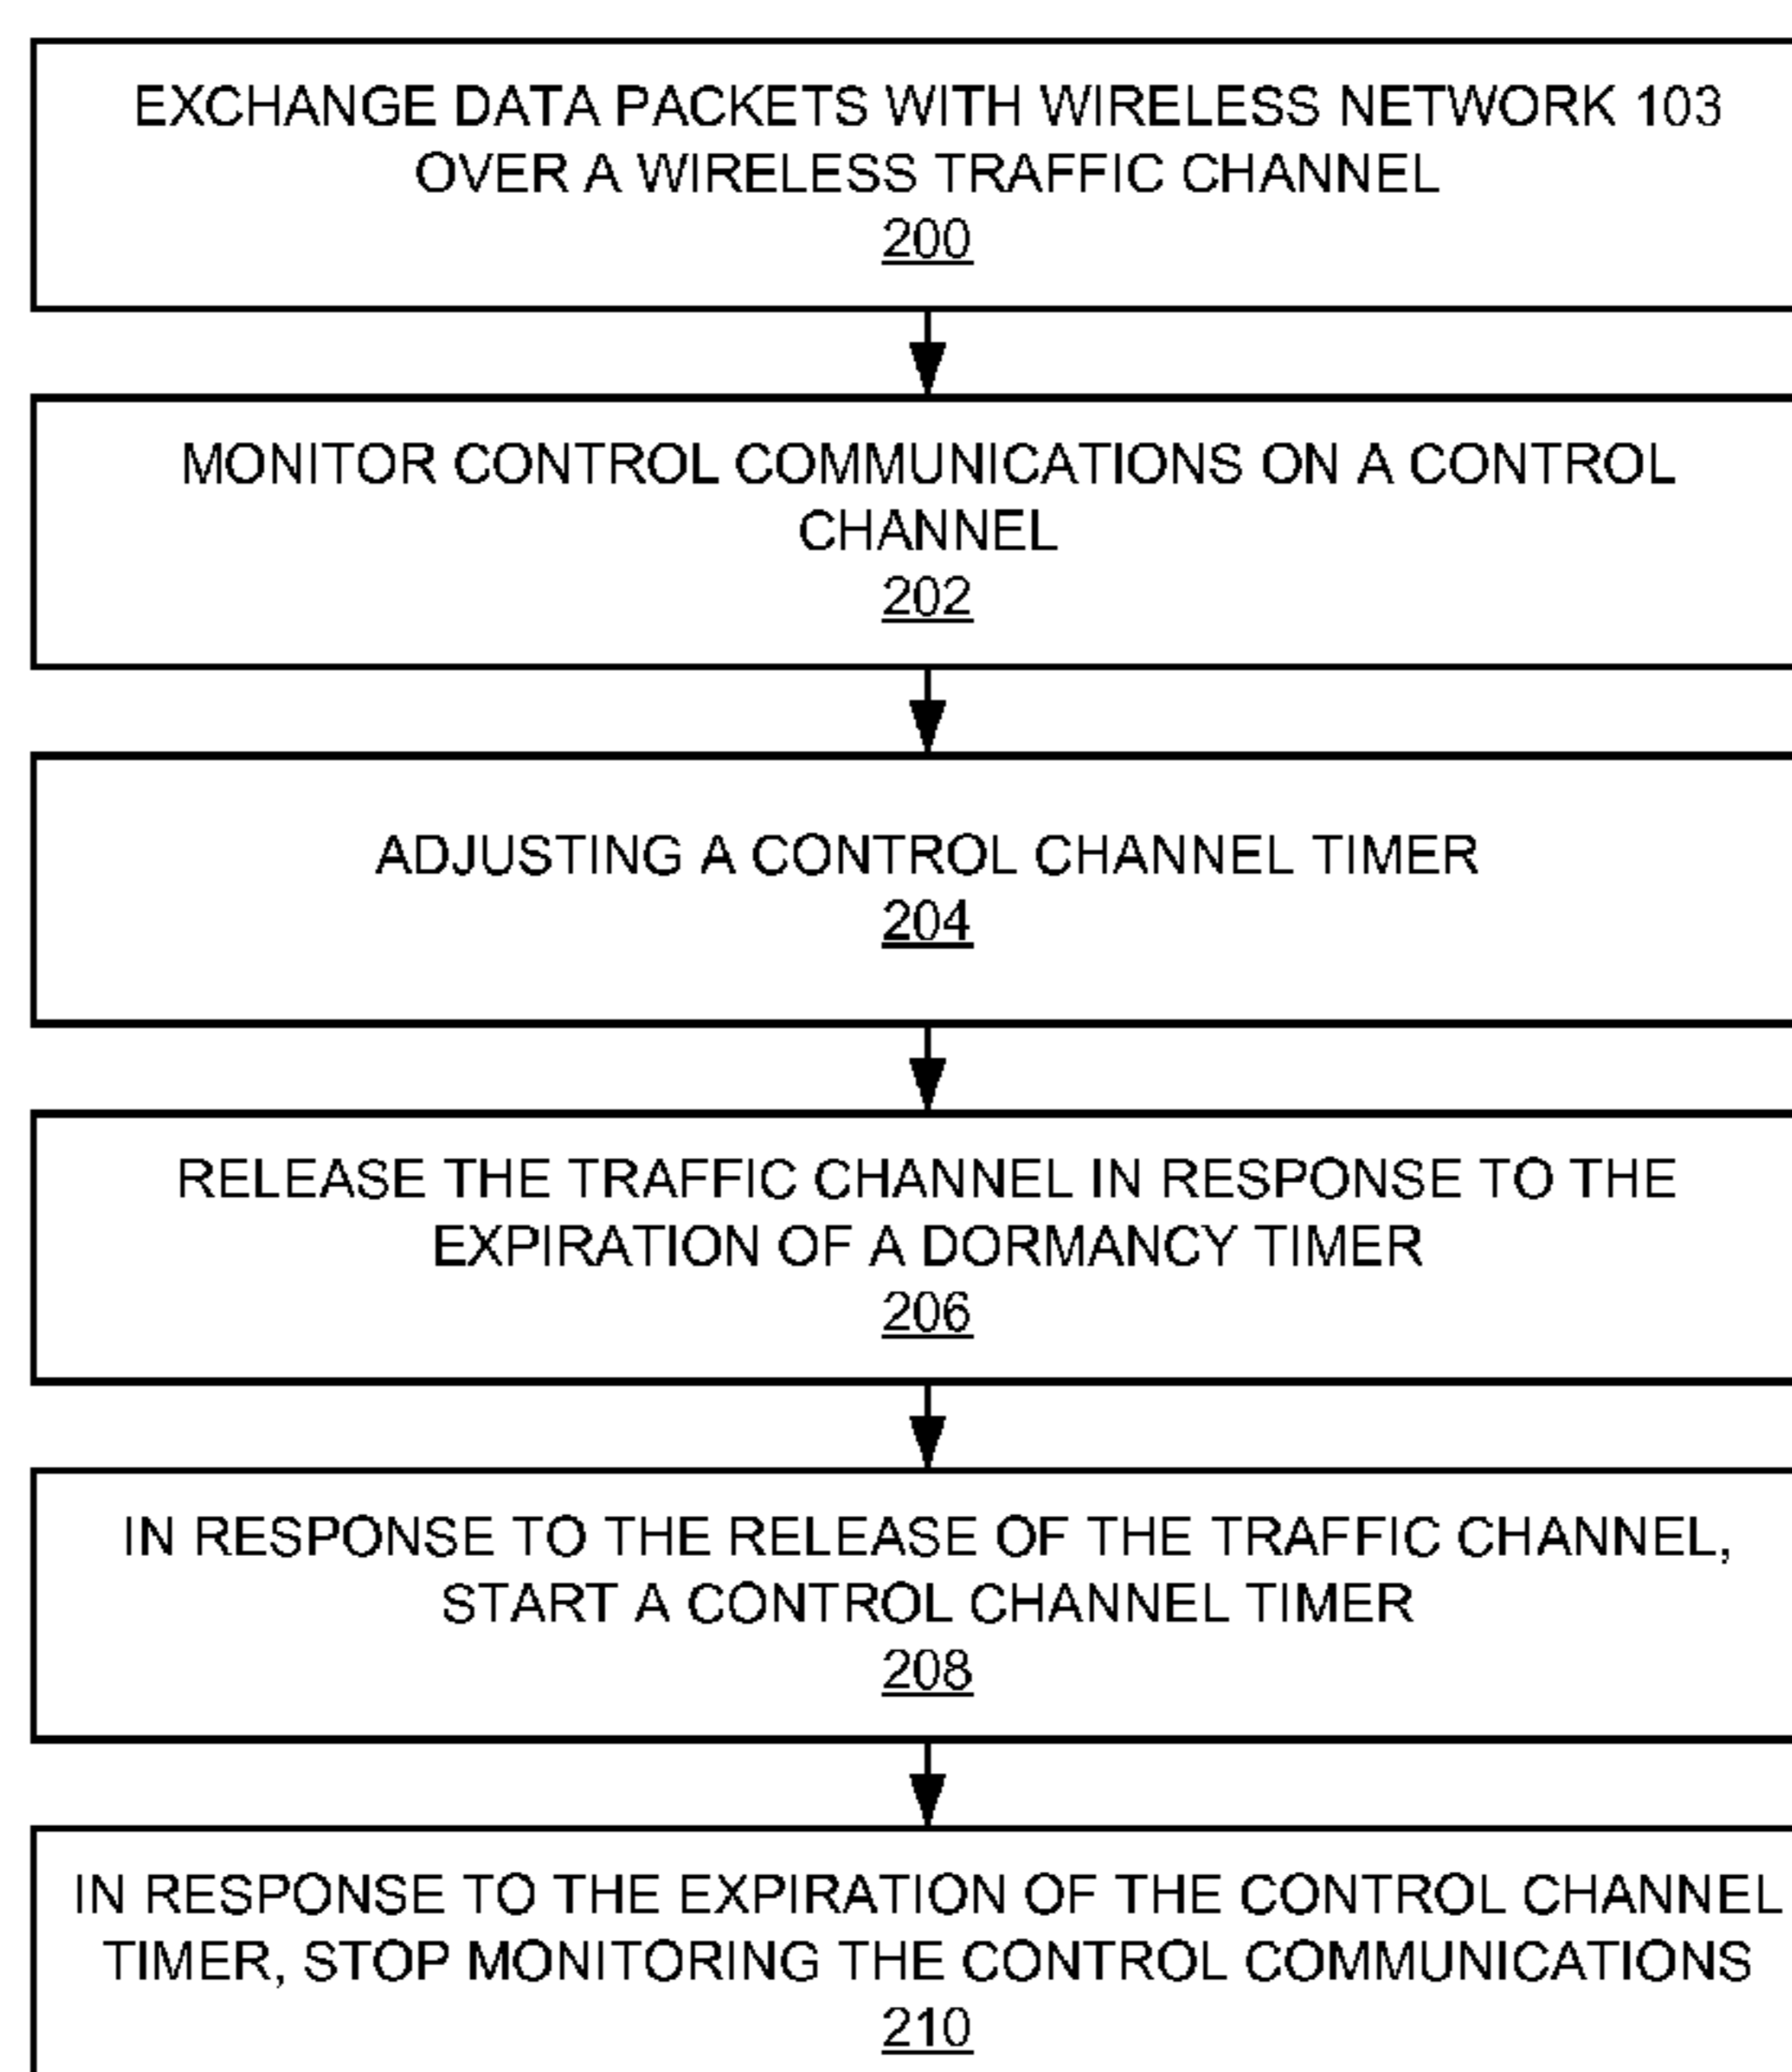 EXCHANGE DATA PACKETS WITH WIRELESS NETWORK 103
OVER A WIRELESS TRAFFIC CHANNEL
200
MONITOR CONTROL COMMUNICATIONS ON A CONTROL
CHANNEL
202
ADJUSTING A CONTROL CHANNEL TIMER
204
RELEASE THE TRAFFIC CHANNEL IN RESPONSE TO THE
EXPIRATION OF A DORMANCY TIMER
206
IN RESPONSE TO THE RELEASE OF THE TRAFFIC CHANNEL,
START A CONTROL CHANNEL TIMER
208
IN RESPONSE TO THE EXPIRATION OF THE CONTROL CHANNEL
TIMER, STOP MONITORING THE CONTROL COMMUNICATIONS
210